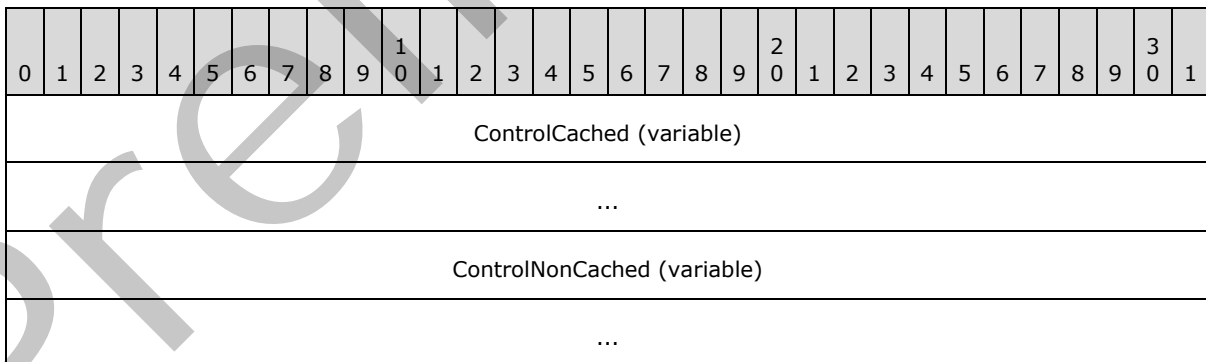 1 2 3
0 1 2 3 4 5 6 7 8 9 0 1 2 3 4 5 6 7 8 9 0 1 2 3 4 5 6 7 8 9 0 1
ControlCached (variable)
...
ControlNonCached (variable)
...